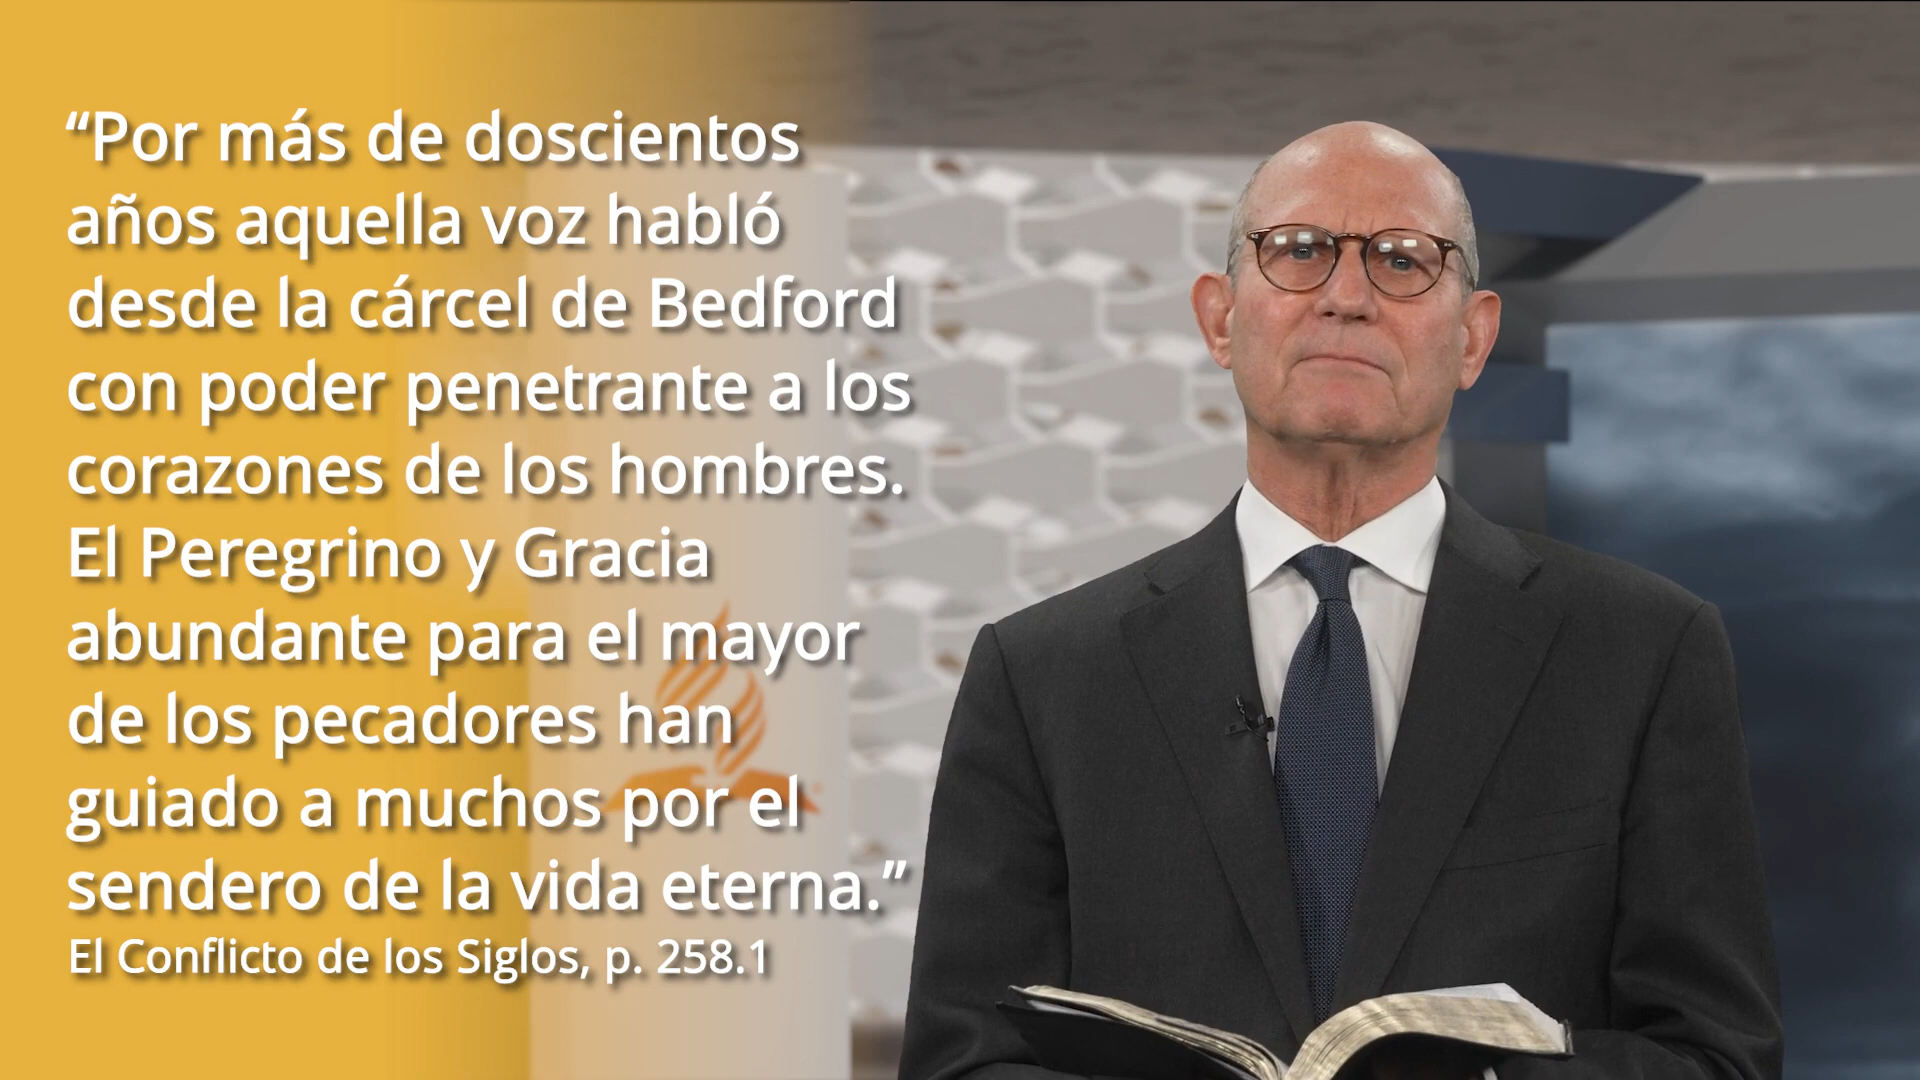 “Por más de doscientos
años aquella voz habló
desde la cárcel de Bedford
con poder penetrante a los
corazones de los hombres.
El Peregrino y Gracia
abundante para el mayor
de los pecadores han
guiado a muchos por el
sendero de la vida eterna.”
El Conflicto de los Siglos, p. 258.1